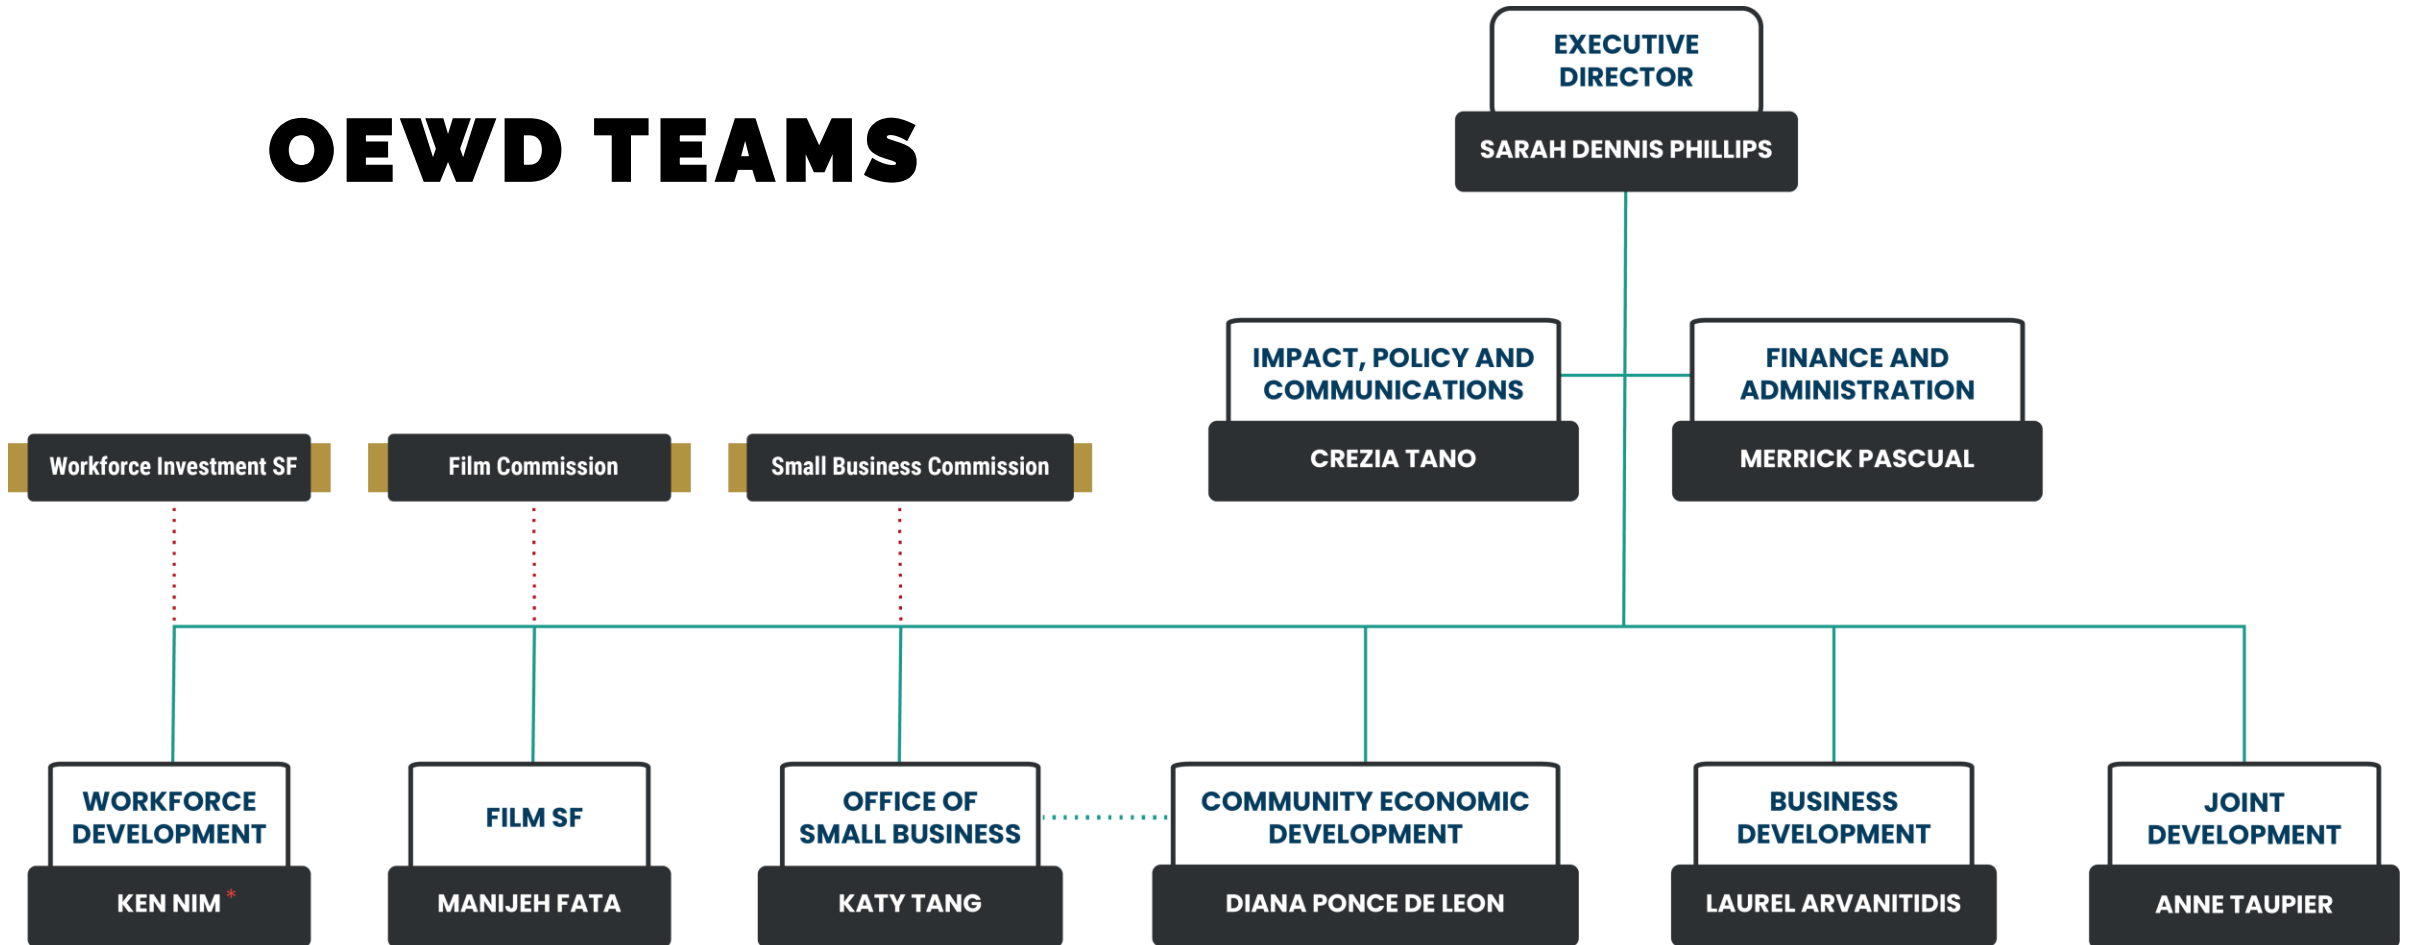 OEWD TEAMS
EXECUTIVE
DIRECTOR
SARAH DENNIS PHILLIPS
IMPACT, POLICY AND
COMMUNICATIONS
CREZIA TANO
FINANCE AND
ADMINISTRATION
MERRICK PASCUAL
Workforce Investment SF
Film Commission
Small Business Commission
WORKFORCE
DEVELOPMENT
KEN NIM *
FILM SF
MANIJEH FATA
OFFICE OF
SMALL BUSINESS
KATY TANG
COMMUNITY ECONOMIC
DEVELOPMENT
DIANA PONCE DE LEON
BUSINESS
DEVELOPMENT
LAUREL ARVANITIDIS
JOINT
DEVELOPMENT
ANNE TAUPIER